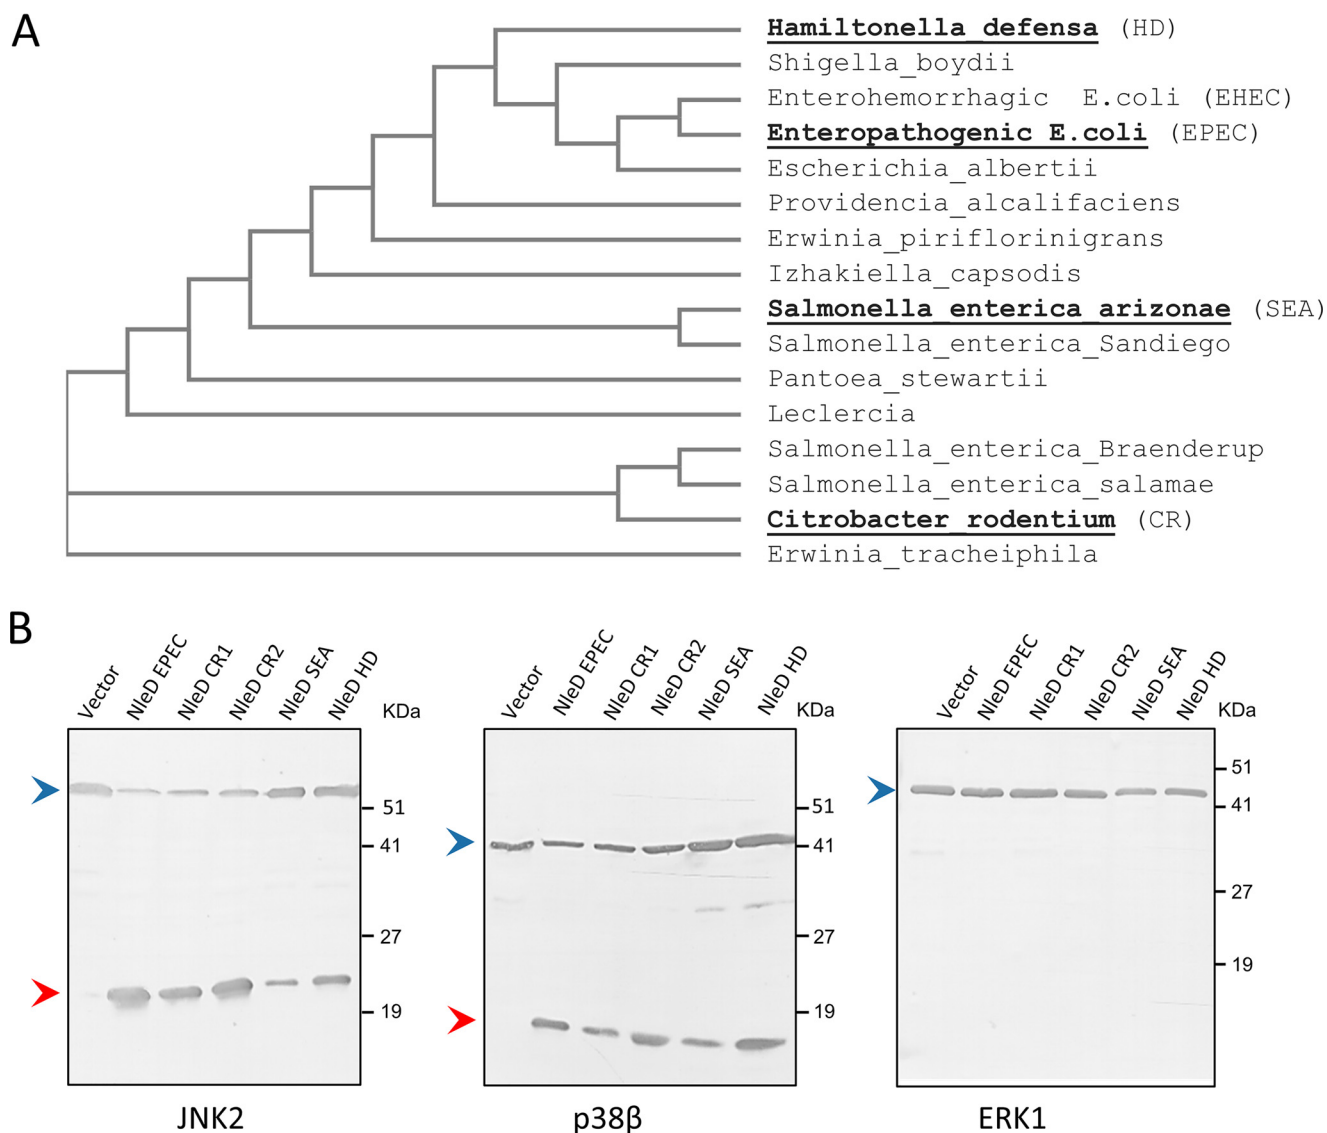 A
Hamiltonella_defensa (HD)
Shigella_boydii
Enterohemorrhagic E.coli (EHEC)
Enteropathogenic E.coli (EPEC)
Escherichia_albertii
Providencia_alcalifaciens
Erwinia_piriflorinigrans
Izhakiella_capsodis
Salmonella_enterica_arizonae (SEA)
Salmonella_enterica_Sandiego
Pantoea_stewartii
Leclercia
Salmonella_enterica_Braenderup
Salmonella_enterica_salamae
Citrobacter_rodentium (CR)
Erwinia_tracheiphila
B
Vector NleD EPEC NleD CR1 NleD CR2 NleD SEA NleD HD KDa
51
41
27
19
JNK2
Vector NleD EPEC NleD CR1 NleD CR2 NleD SEA NleD HD KDa
51
41
27
19
p38β
Vector NleD EPEC NleD CR1 NleD CR2 NleD SEA NleD HD KDa
51
41
27
19
ERK1